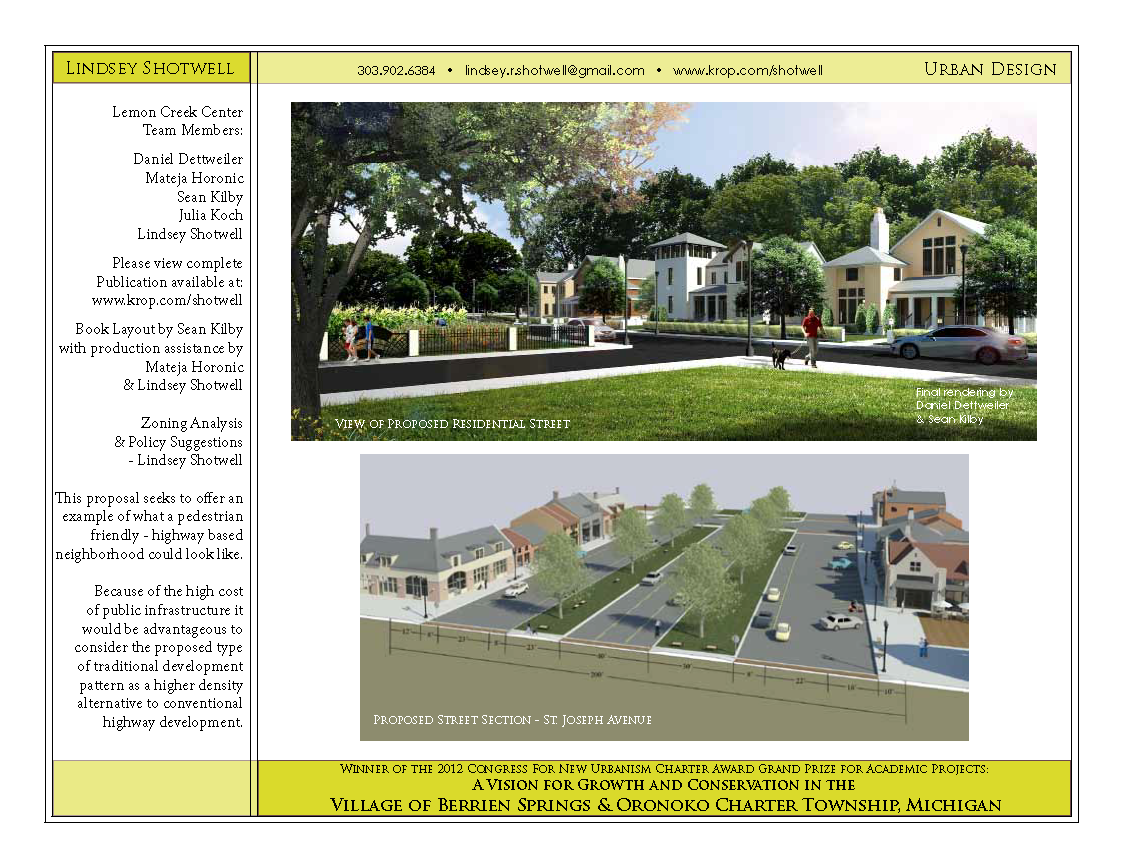 LINDSEY SHOTWELL
303.902.6384 • lindsey.r.shotwell@gmail.com • www.krop.com/shotwell
URBAN DESIGN
Lemon Creek Center
Team Members:
Daniel Dettweiler
Mateja Horonic
Sean Kilby
Julia Koch
Lindsey Shotwell
Please view complete
Publication available at:
www.krop.com/shotwell
Book Layout by Sean Kilby
with production assistance by
Mateja Horonic
& Lindsey Shotwell
Zoning Analysis
& Policy Suggestions
- Lindsey Shotwell
This proposal seeks to offer an
example of what a pedestrian
friendly - highway based
neighborhood could look like.
Because of the high cost
of public infrastructure it
would be advantageous to
consider the proposed type
of traditional development
pattern as a higher density
alternative to conventional
highway development.
VIEW OF PROPOSED RESIDENTIAL STREET
Final rendering by
Daniel Dettweiler
& Sean Kilby
200'
PROPOSED STREET SECTION - ST. JOSEPH AVENUE
WINNER OF THE 2012 CONGRESS FOR NEW URBANISM CHARTER AWARD GRAND PRIZE FOR ACADEMIC PROJECTS:
A VISION FOR GROWTH AND CONSERVATION IN THE
VILLAGE OF BERRIEN SPRINGS & ORONOKO CHARTER TOWNSHIP, MICHIGAN